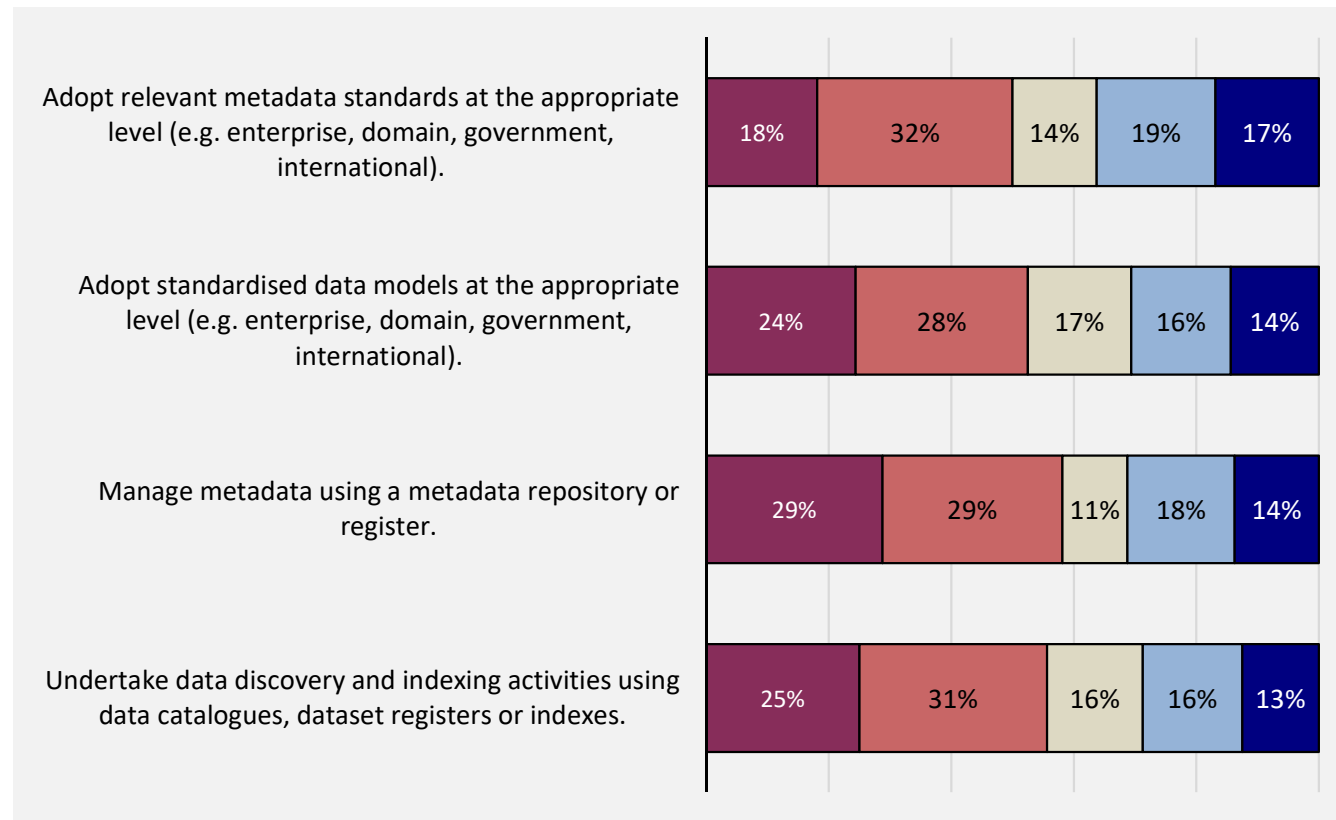 Adopt relevant metadata standards at the appropriate
level (e.g. enterprise, domain, government,
international).
18% 32% 14% 19% 17%
Adopt standardised data models at the appropriate
level (e.g. enterprise, domain, government,
international).
24% 28% 17% 16% 14%
Manage metadata using a metadata repository or
register.
29% 29% 11% 18% 14%
Undertake data discovery and indexing activities using
data catalogues, dataset registers or indexes.
25% 31% 16% 16% 13%